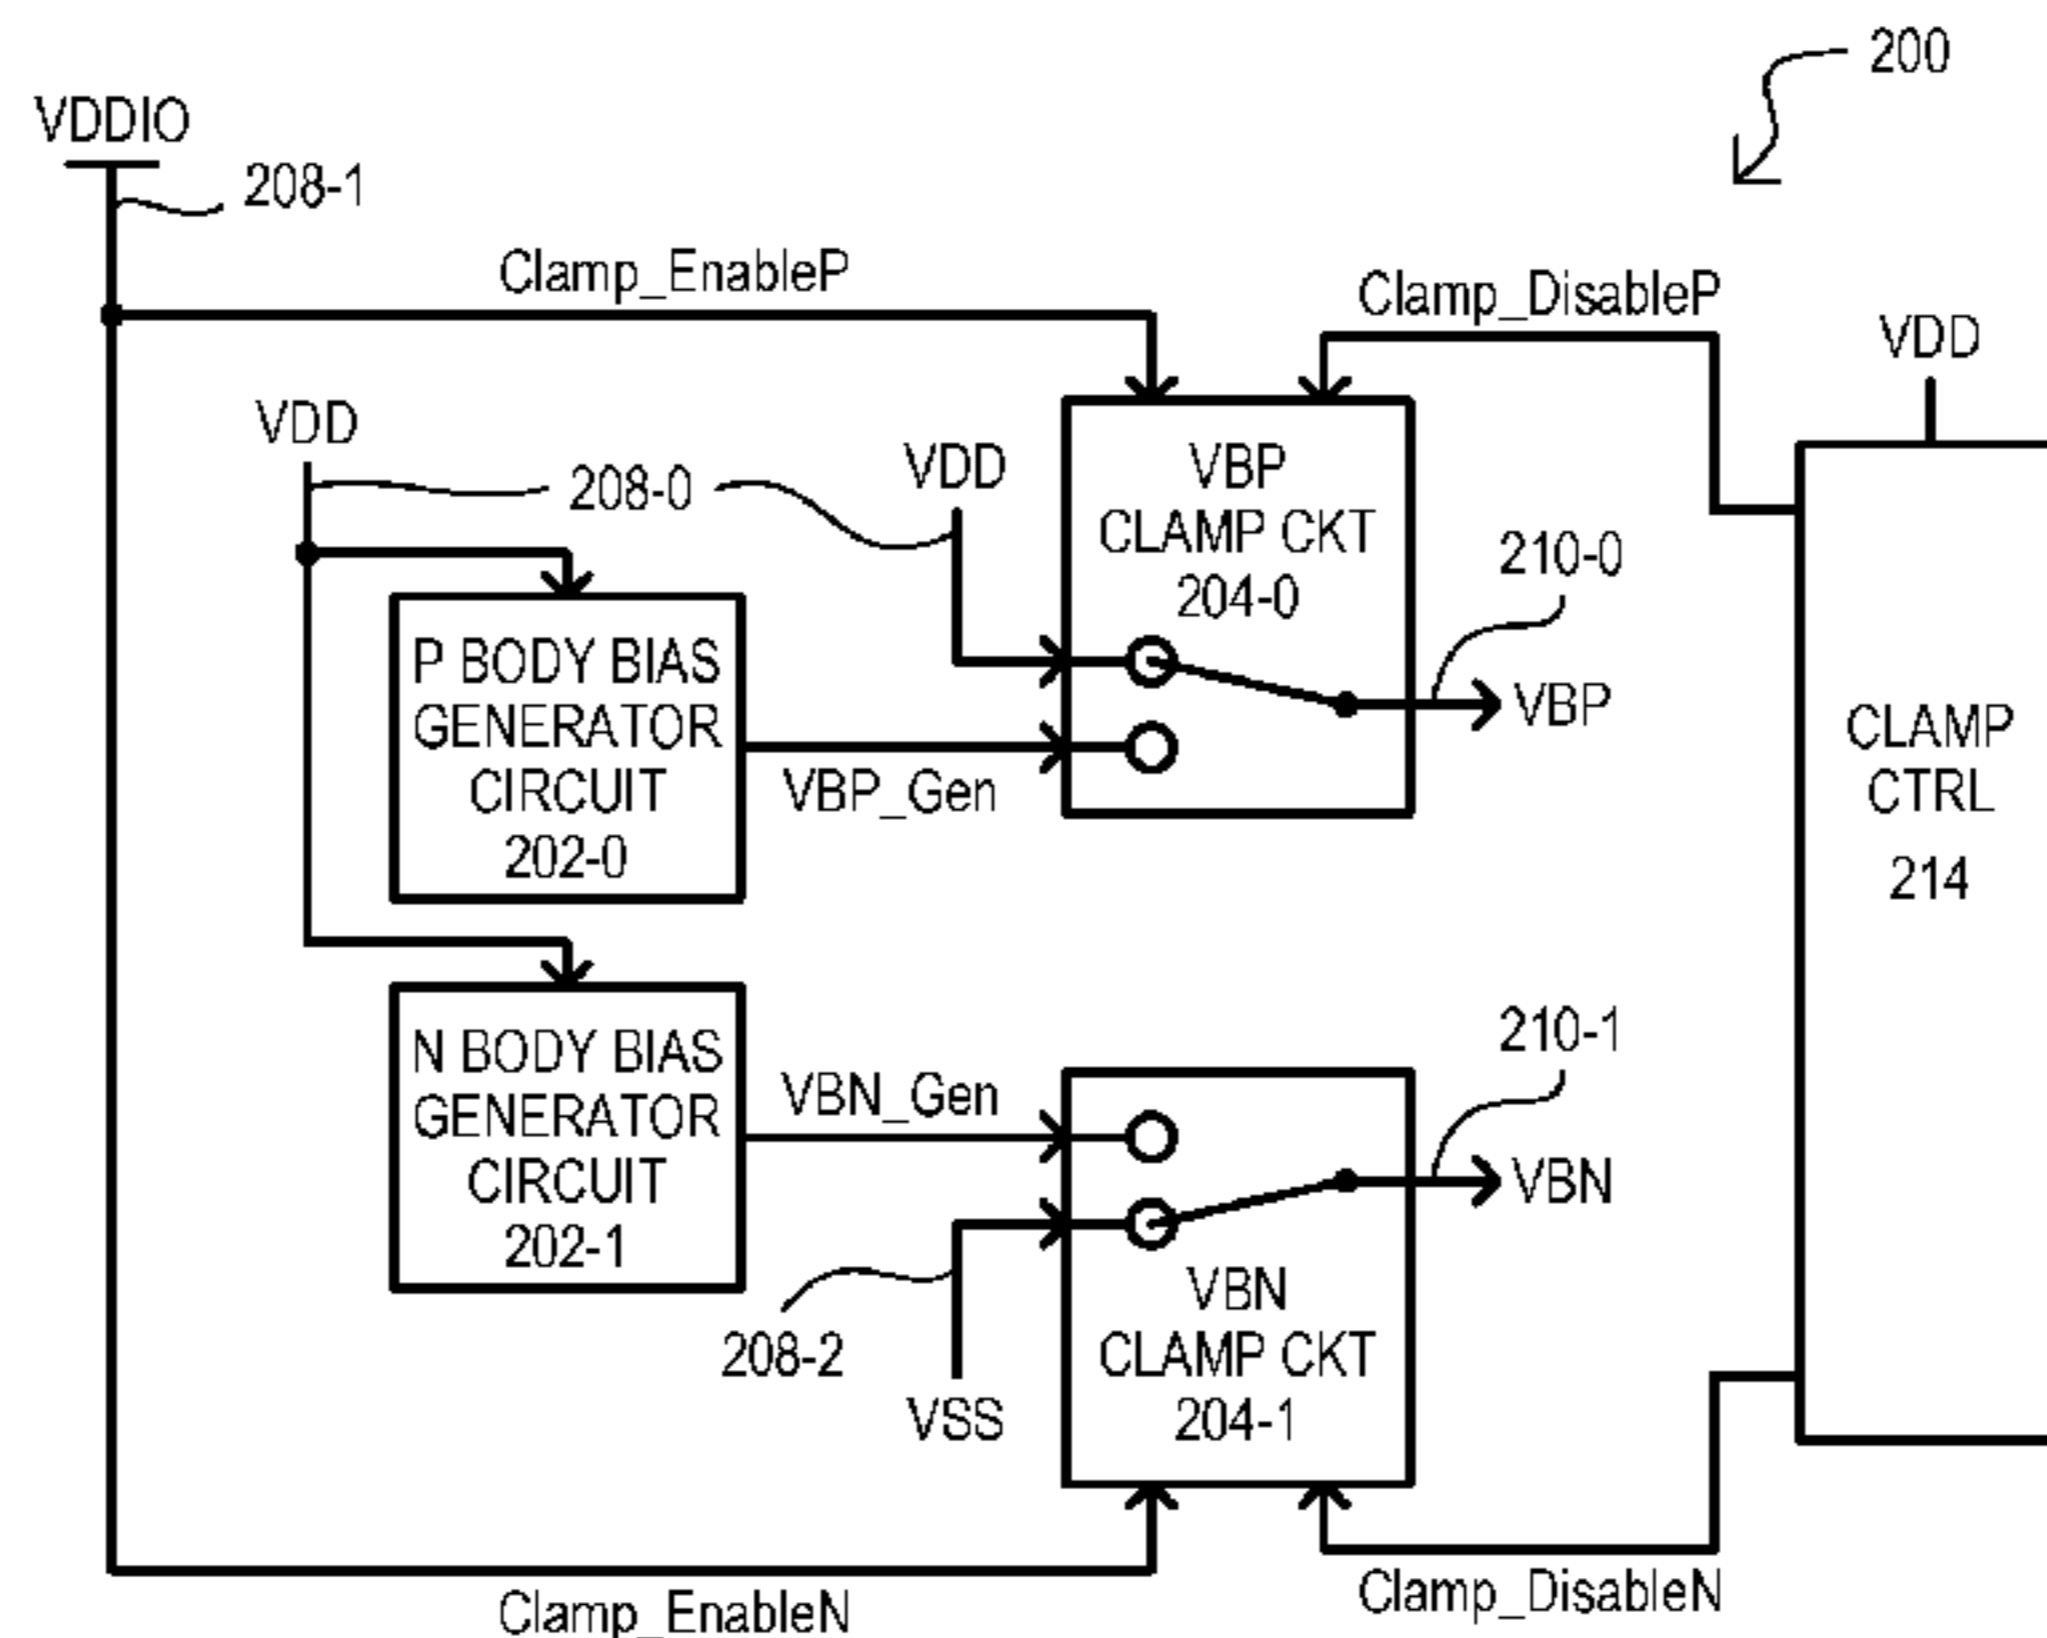 200
VDDIO
208-1
Clamp_EnableP
Clamp_DisableP
VDD
VDD
208-0
VDD
VBP
CLAMP CKT
204-0
210-0
VBP
P BODY BIAS
GENERATOR
CIRCUIT
202-0
VBP_Gen
CLAMP
CTRL
214
N BODY BIAS
GENERATOR
CIRCUIT
202-1
VBN_Gen
210-1
VBN
208-2
VSS
VBN
CLAMP CKT
204-1
Clamp_EnableN
Clamp_DisableN